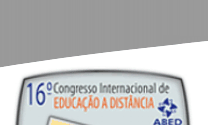 16º Congresso Internacional de
EDUCAÇÃO A DISTÂNCIA
ABED